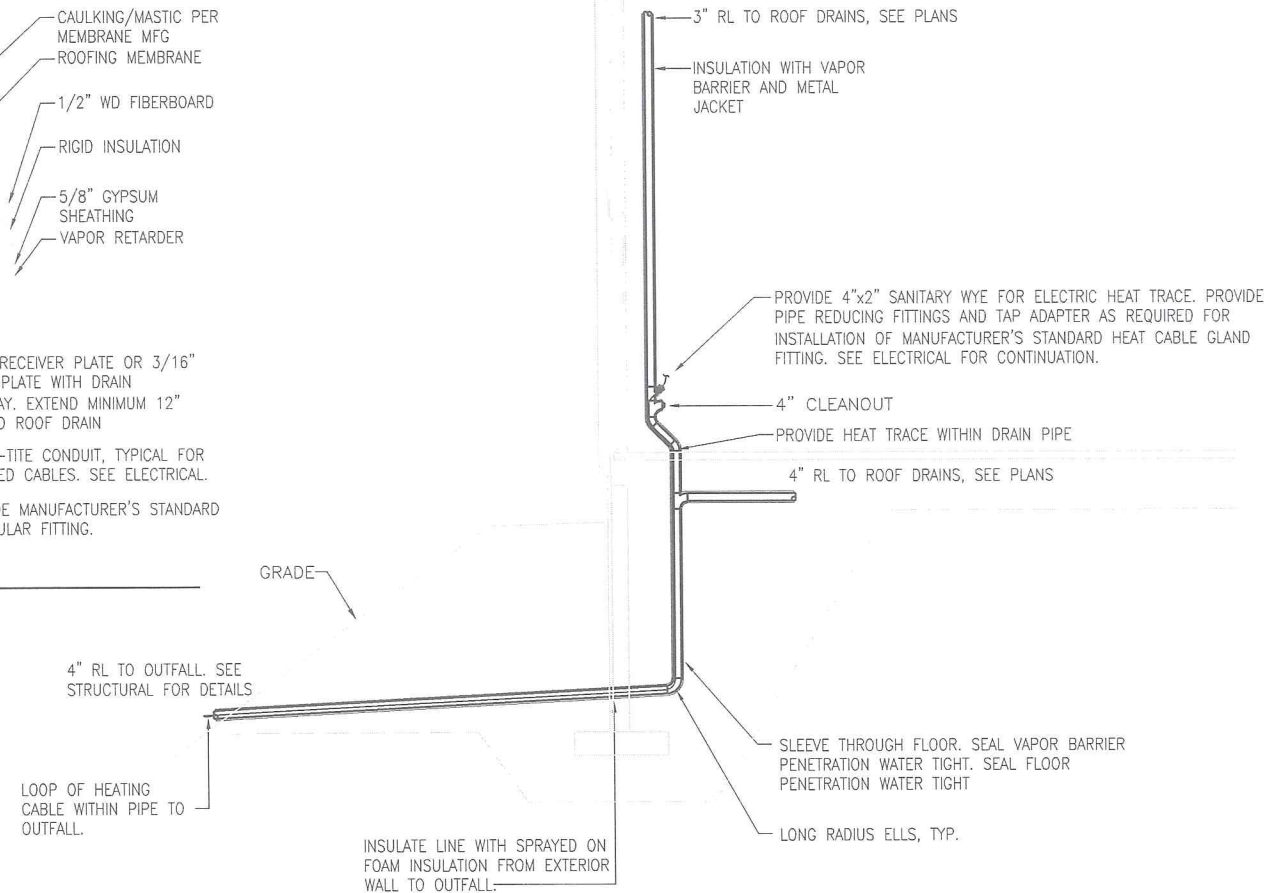 CAULKING/MASTIC PER
MEMBRANE MFG
ROOFING MEMBRANE
1/2" WD FIBERBOARD
RIGID INSULATION
5/8" GYPSUM
SHEATHING
VAPOR RETARDER
RECEIVER PLATE OR 3/16"
PLATE WITH DRAIN
AY. EXTEND MINIMUM 12"
O ROOF DRAIN
-TITE CONDUIT, TYPICAL FOR
ED CABLES. SEE ELECTRICAL.
DE MANUFACTURER'S STANDARD
ULAR FITTING.
3" RL TO ROOF DRAINS, SEE PLANS
INSULATION WITH VAPOR
BARRIER AND METAL
JACKET
PROVIDE 4"x2" SANITARY WYE FOR ELECTRIC HEAT TRACE. PROVIDE
PIPE REDUCING FITTINGS AND TAP ADAPTER AS REQUIRED FOR
INSTALLATION OF MANUFACTURER'S STANDARD HEAT CABLE GLAND
FITTING. SEE ELECTRICAL FOR CONTINUATION.
4" CLEANOUT
PROVIDE HEAT TRACE WITHIN DRAIN PIPE
4" RL TO ROOF DRAINS, SEE PLANS
GRADE
4" RL TO OUTFALL. SEE
STRUCTURAL FOR DETAILS
LOOP OF HEATING
CABLE WITHIN PIPE TO
OUTFALL.
INSULATE LINE WITH SPRAYED ON
FOAM INSULATION FROM EXTERIOR
WALL TO OUTFALL.
SLEEVE THROUGH FLOOR. SEAL VAPOR BARRIER
PENETRATION WATER TIGHT. SEAL FLOOR
PENETRATION WATER TIGHT
LONG RADIUS ELLS, TYP.